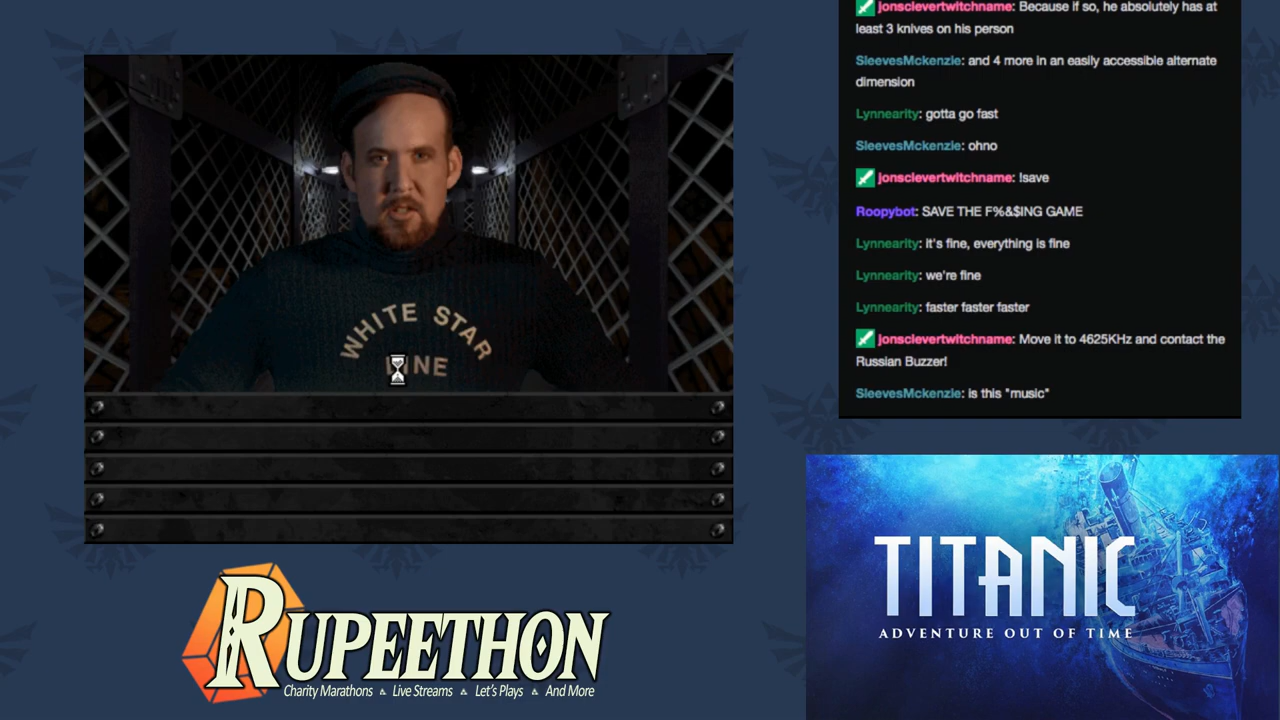 jonsclevertwitchname: Because if so, he absolutely has at
least 3 knives on his person
SleevesMckenzie: and 4 more in an easily accessible alternate
dimension
Lynnearity: gotta go fast
SleevesMckenzie: ohno
jonsclevertwitchname: !save
Roopybot: SAVE THE F%&$ING GAME
Lynnearity: it's fine, everything is fine
Lynnearity: we're fine
Lynnearity: faster faster faster
jonsclevertwitchname: Move it to 4625KHz and contact the
Russian Buzzer!
SleevesMckenzie: is this "music"
WHITE STAR
LINE
TITANIC
ADVENTURE OUT OF TIME
RUPEETHON
Charity Marathons Live Streams Let's Plays And More